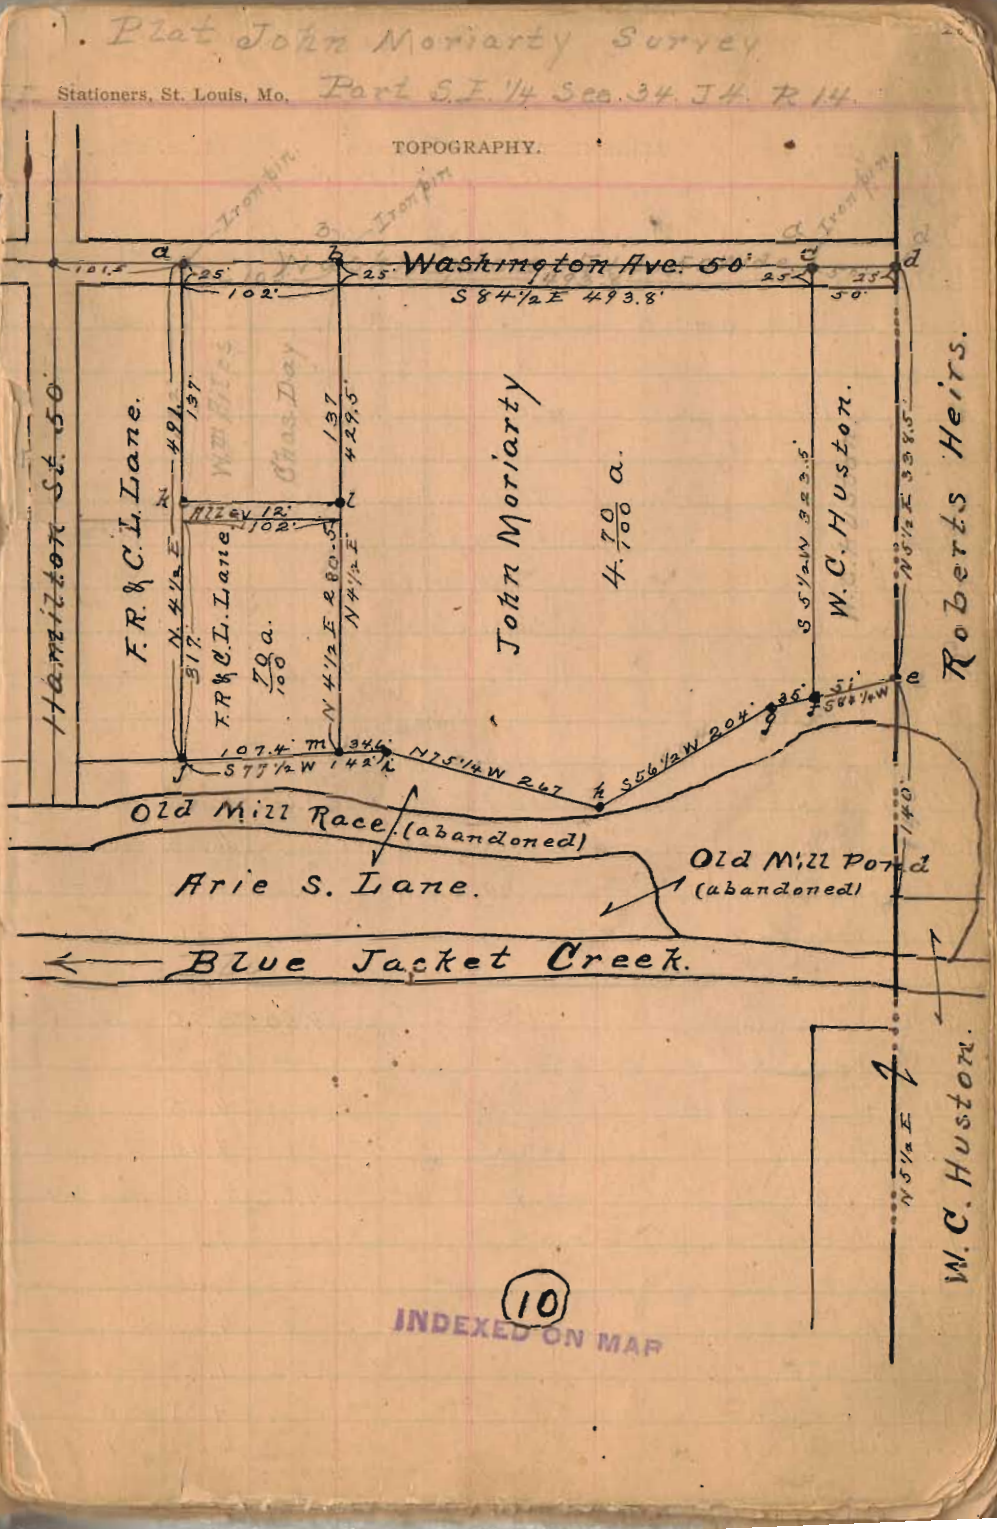 Plat John Moriarty Survey
Stationers, St. Louis, Mo.
Part S.E. 1/4 Sec. 34. T4. R 14.
TOPOGRAPHY.
Iron pin
Iron pin
Iron pin
a
b
c
d
d
101.5
25'
25'
Washington Ave. 50'
25'
25'
102'
S 84 1/2 E 493.8'
50'
Hamilton St. 50'
F.R. & C.L. Lane.
N. 4 1/2 E 491.
137'
317'
Chas. Day
137
429.5'
k
l
Alley 12'
102'
F.R & C.L. Lane.
70/100 a.
N 4 1/2 E 280.5
N 4 1/2 E
John Moriarty
4. 70/100 a.
S 5 1/2 W 323.5'
W.C. Huston.
N 5 1/2 E 338.5'
Roberts Heirs.
e
51'
S 84 1/4 W
f
35'
g
S 56 1/2 W 204'
h
N 75 1/4 W 267
i
34.6'
m
107.4'
S 77 1/2 W 142'
j
140'
Old Mill Race. (abandoned)
Old Mill Pond
(abandoned)
Arie S. Lane.
Blue Jacket Creek.
N 5 1/2 E
W.C. Huston.
10
INDEXED ON MAP